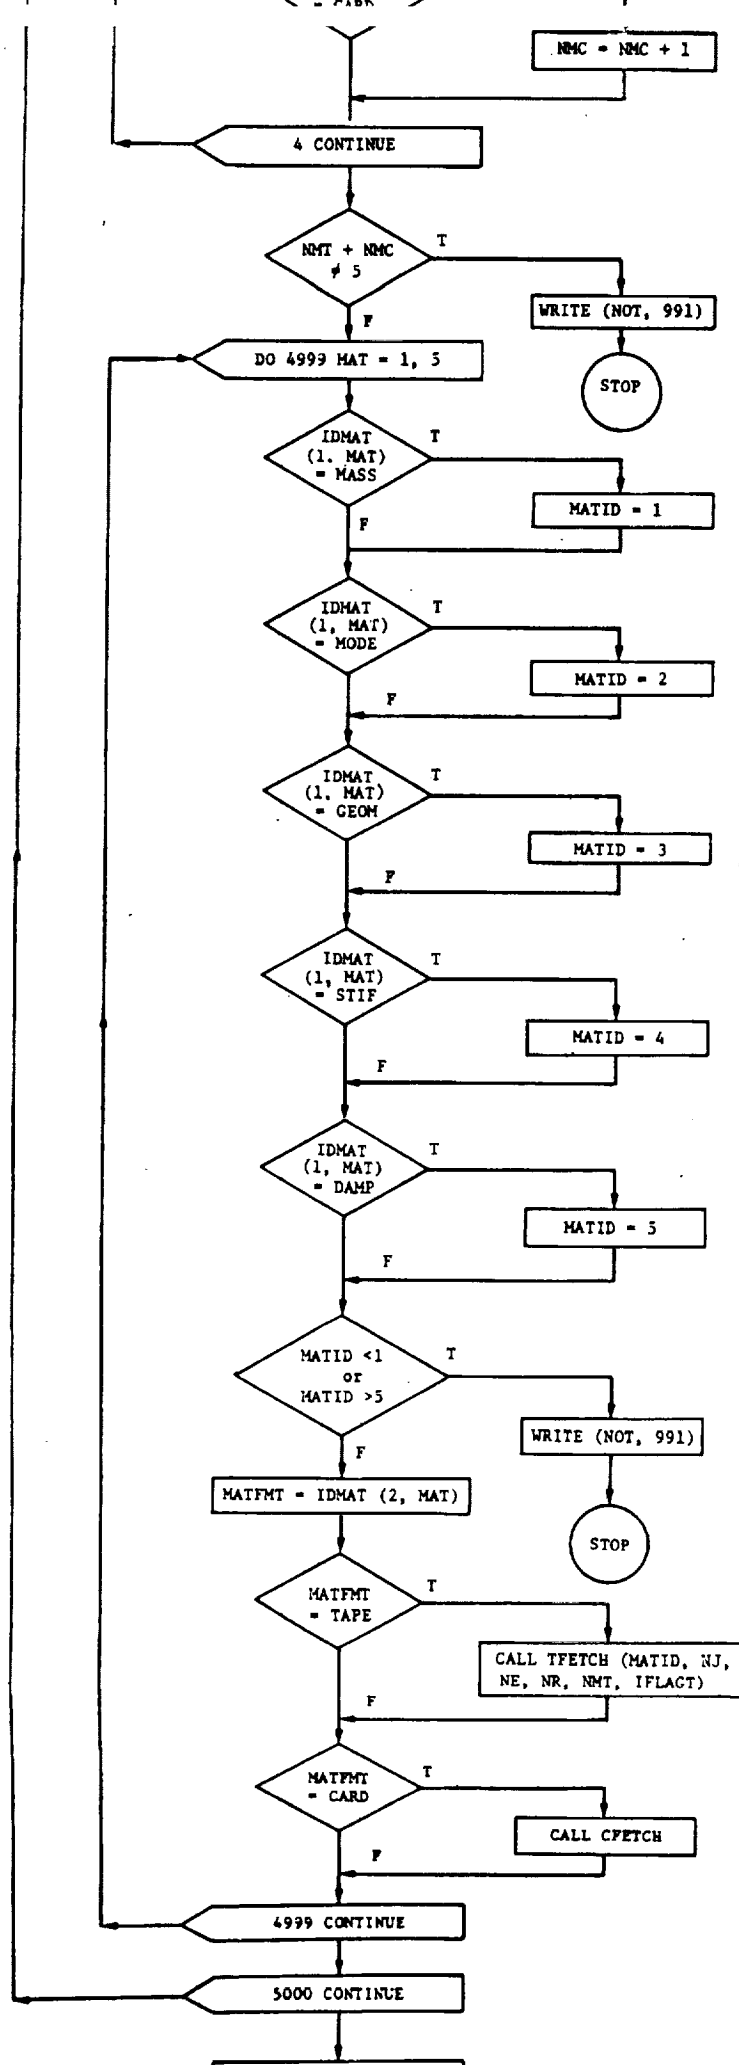 NMC = NMC + 1
4 CONTINUE
NMT + NMC
≠ 5
T
F
WRITE (NOT, 991)
STOP
DO 4999 MAT = 1, 5
IDMAT
(1. MAT)
= MASS
T
F
MATID = 1
IDMAT
(1, MAT)
= MODE
T
MATID = 2
F
IDMAT
(1, MAT)
= GEOM
T
MATID = 3
F
IDMAT
(1, MAT)
= STIF
T
MATID = 4
F
IDMAT
(1, MAT)
= DAMP
T
MATID = 5
F
MATID <1
or
MATID >5
T
F
WRITE (NOT, 991)
STOP
MATFMT = IDMAT (2, MAT)
MATFMT
= TAPE
T
CALL TFETCH (MATID, NJ,
NE, NR, NMT, IFLAGT)
F
MATFMT
= CARD
T
CALL CFETCH
F
4999 CONTINUE
5000 CONTINUE